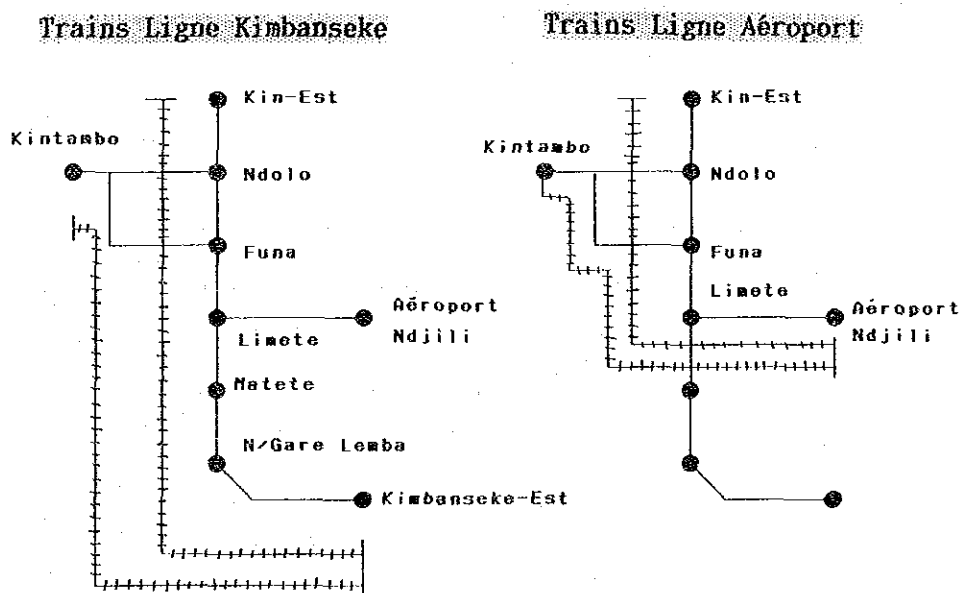 Trains Ligne Kimbanseke
Kin-Est
Kintambo
Ndolo
Funa
Aéroport
Ndjili
Limete
Matete
N/Gare Lemba
Kimbanseke-Est
Trains Ligne Aéroport
Kin-Est
Kintambo
Ndolo
Funa
Limete
Aéroport
Ndjili